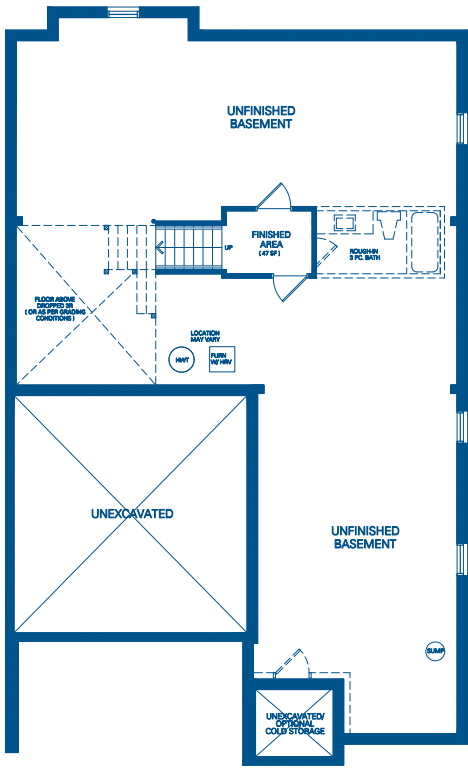 UNFINISHED
BASEMENT
FINISHED
AREA
( 47 SF )
UP
ROUGH-IN
3 PC. BATH
FLOOR ABOVE
DROPPED 3R
( OR AS PER GRADING
CONDITIONS )
LOCATION
MAY VARY
HWT
FURN
W/ HRV
UNEXCAVATED
UNFINISHED
BASEMENT
SUMP
UNEXCAVATED/
OPTIONAL
COLD STORAGE